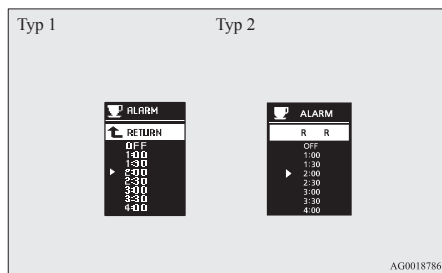 Typ 1
Typ 2
ALARM
RETURN
OFF
1:00
1:30
2:00
2:30
3:00
3:30
4:00
ALARM
R R
OFF
1:00
1:30
2:00
2:30
3:00
3:30
4:00
AG0018786